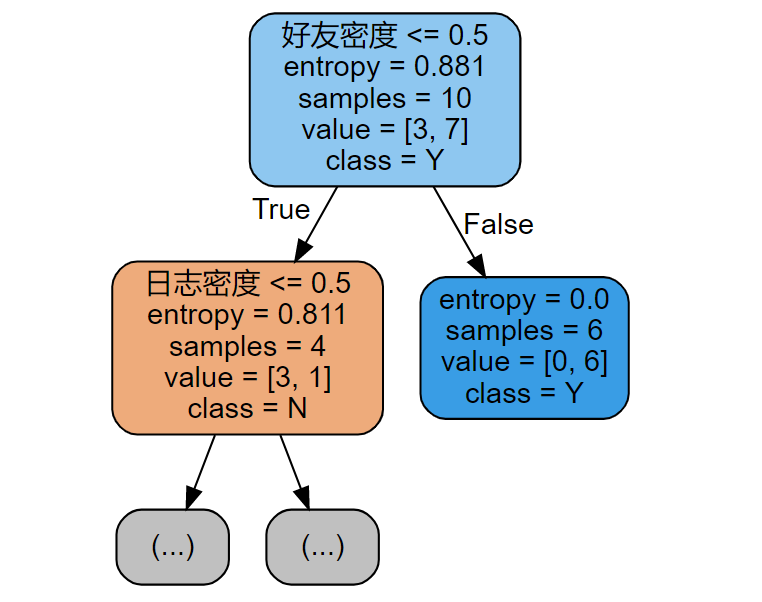 好友密度 <= 0.5
entropy = 0.881
samples = 10
value = [3, 7]
class = Y
True
False
日志密度 <= 0.5
entropy = 0.811
samples = 4
value = [3, 1]
class = N
entropy = 0.0
samples = 6
value = [0, 6]
class = Y
(...)
(...)